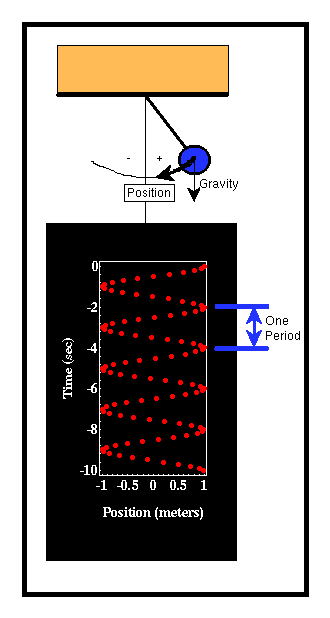 - +
Gravity
Position
0
-2
One
Period
-4
Time (sec)
-6
-8
-10
-1 -0.5 0 0.5 1
Position (meters)